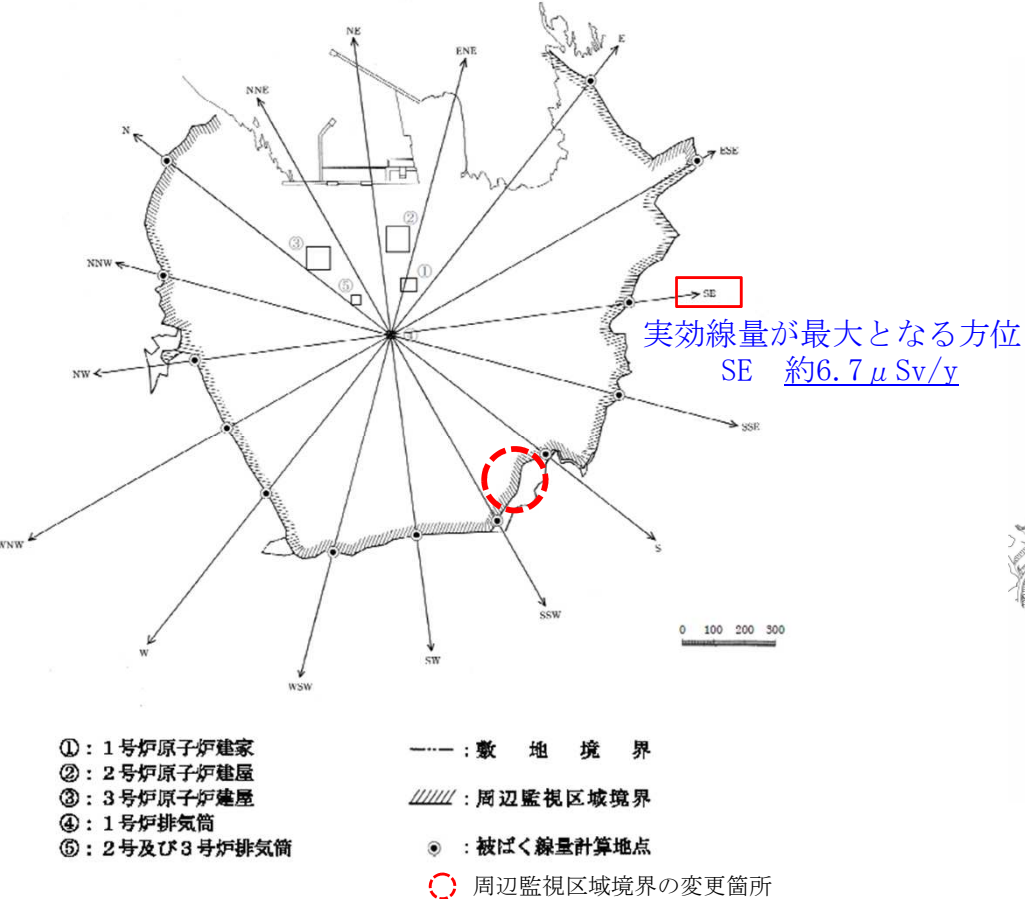 NE
E
ENE
NNE
N
ESE
②
③
①
⑤
NNW
SE
実効線量が最大となる方位
SE 約6.7μSv/y
NW
SSE
WNW
S
SSW
W
SW
WSW
0 100 200 300
①：1号炉原子炉建家
②：2号炉原子炉建屋
③：3号炉原子炉建屋
④：1号炉排気筒
⑤：2号及び3号炉排気筒
：敷地境界
：周辺監視区域境界
：被ばく線量計算地点
周辺監視区域境界の変更箇所